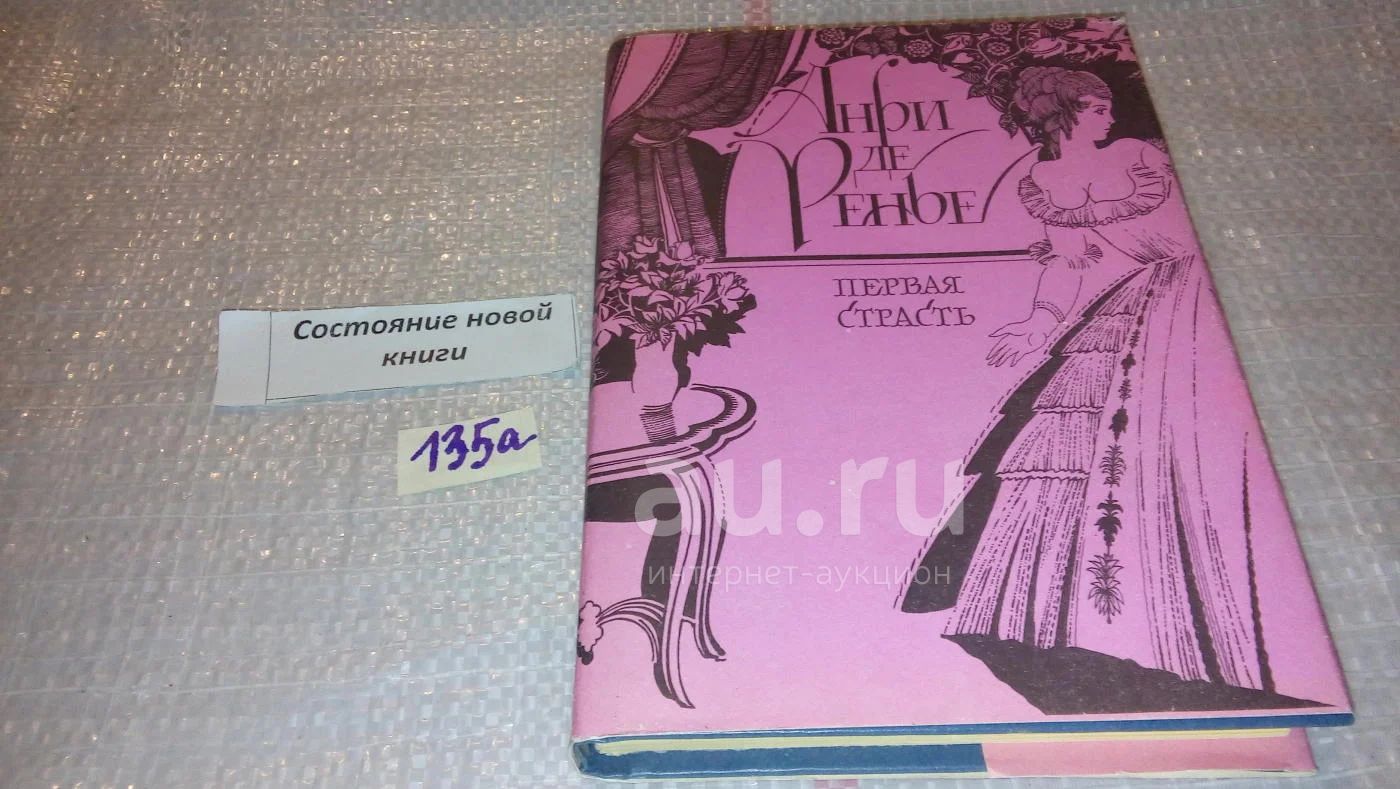 Анри
де
Ренье
ПЕРВАЯ
СТРАСТЬ
Состояние новой
книги
135а
au.ru
интернет-аукцион